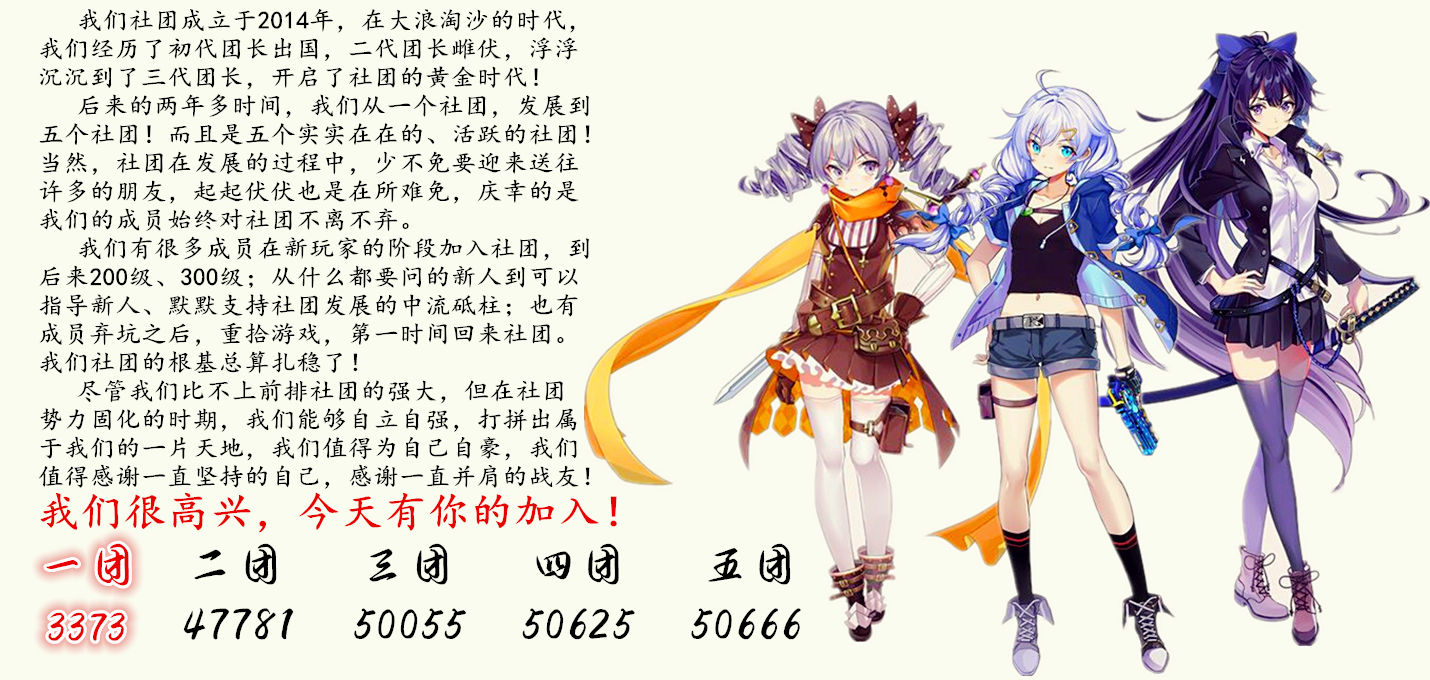 我们社团成立于2014年，在大浪淘沙的时代，
我们经历了初代团长出国，二代团长雌伏，浮浮
沉沉到了三代团长，开启了社团的黄金时代！
后来的两年多时间，我们从一个社团，发展到
五个社团！而且是五个实实在在的、活跃的社团！
当然，社团在发展的过程中，少不免要迎来送往
许多的朋友，起起伏伏也是在所难免，庆幸的是
我们的成员始终对社团不离不弃。
我们有很多成员在新玩家的阶段加入社团，到
后来200级、300级；从什么都要问的新人到可以
指导新人、默默支持社团发展的中流砥柱；也有
成员弃坑之后，重拾游戏，第一时间回来社团。
我们社团的根基总算扎稳了！
尽管我们比不上前排社团的强大，但在社团
势力固化的时期，我们能够自立自强，打拼出属
于我们的一片天地，我们值得为自己自豪，我们
值得感谢一直坚持的自己，感谢一直并肩的战友！
我们很高兴，今天有你的加入！
一团 二团 三团 四团 五团
3373 47781 50055 50625 50666